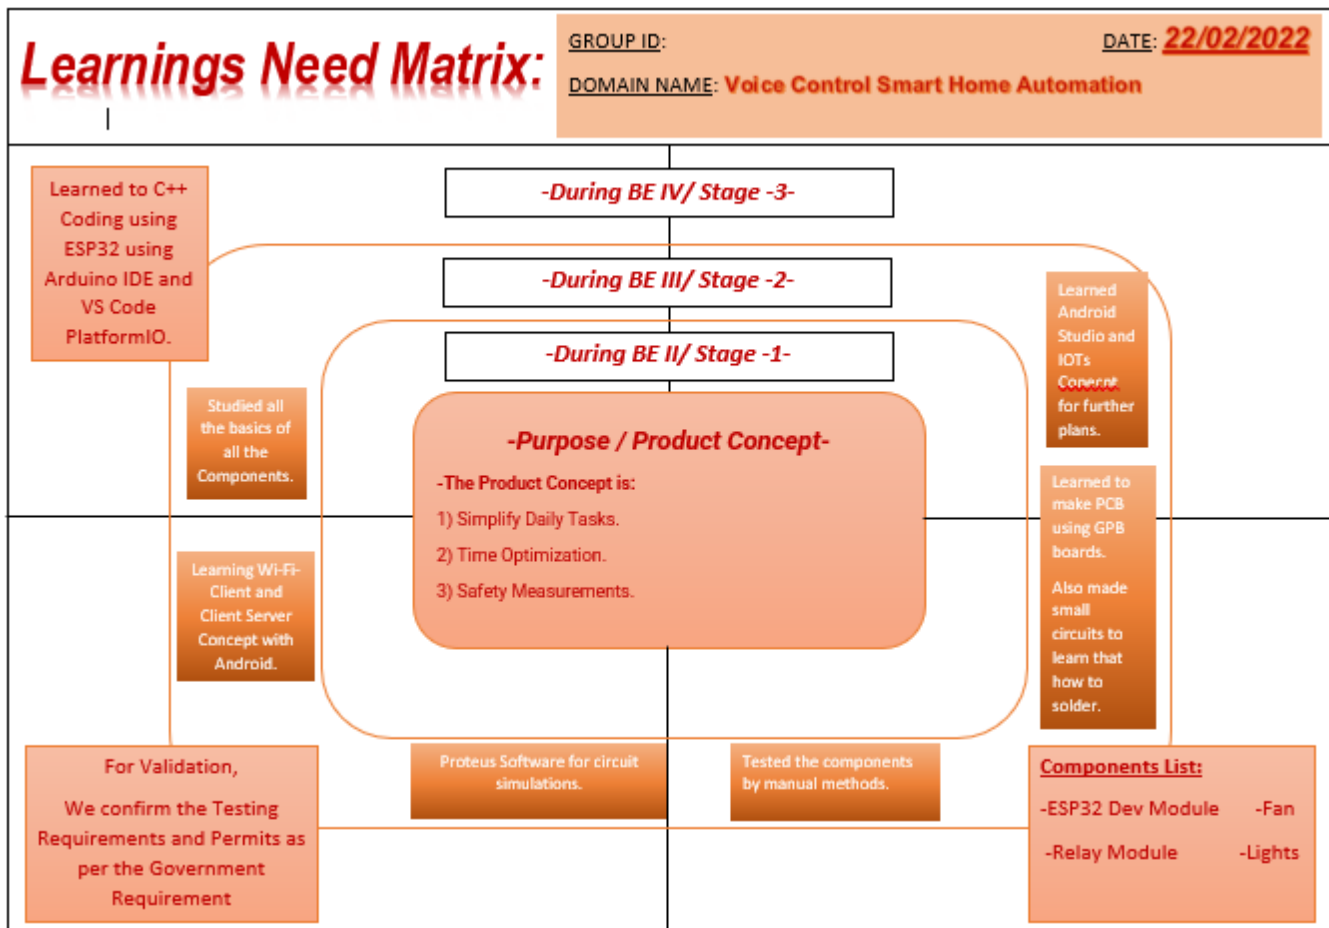 Learnings Need Matrix:
GROUP ID:
DATE: 22/02/2022
DOMAIN NAME: Voice Control Smart Home Automation
Learned to C++
Coding using
ESP32 using
Arduino IDE and
VS Code
PlatformIO.
-During BE IV/ Stage -3-
-During BE III/ Stage -2-
-During BE II/ Stage -1-
Learned
Android
Studio and
IOTs
Conecpt
for further
plans.
Studied all
the basics of
all the
Components.
-Purpose / Product Concept-
-The Product Concept is:
1) Simplify Daily Tasks.
2) Time Optimization.
3) Safety Measurements.
Learned to
make PCB
using GPB
boards.
Also made
small
circuits to
learn that
how to
solder.
Learning Wi-Fi-
Client and
Client Server
Concept with
Android.
For Validation,
We confirm the Testing
Requirements and Permits as
per the Government
Requirement
Proteus Software for circuit
simulations.
Tested the components
by manual methods.
Components List:
-ESP32 Dev Module -Fan
-Relay Module -Lights